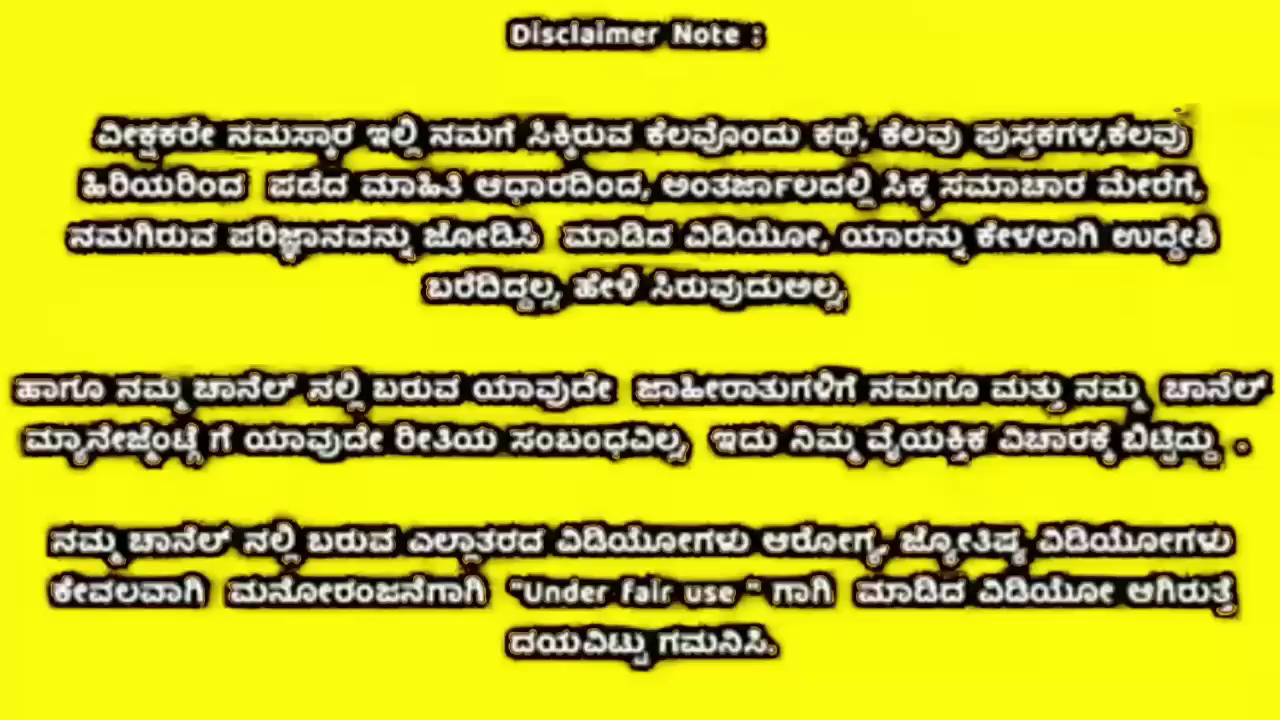 Disclaimer Note :
ವೀಕ್ಷಕರೇ ನಮಸ್ಕಾರ ಇಲ್ಲಿ ನಮಗೆ ಸಿಕ್ಕಿರುವ ಕೆಲವೊಂದು ಕಥೆ, ಕೆಲವು ಪುಸ್ತಕಗಳ,ಕೆಲವು
ಹಿರಿಯರಿಂದ ಪಡೆದ ಮಾಹಿತಿ ಆಧಾರದಿಂದ, ಅಂತರ್ಜಾಲದಲ್ಲಿ ಸಿಕ್ಕ ಸಮಾಚಾರ ಮೇರೆಗೆ,
ನಮಗಿರುವ ಪರಿಜ್ಞಾನವನ್ನು ಜೋಡಿಸಿ ಮಾಡಿದ ವಿಡಿಯೋ, ಯಾರನ್ನು ಕೇಳಲಾಗಿ ಉದ್ದೇಶಿ
ಬರೆದಿದ್ದಲ್ಲ, ಹೇಳಿ ಸಿರುವುದುಅಲ್ಲ,
ಹಾಗೂ ನಮ್ಮ ಚಾನೆಲ್ ನಲ್ಲಿ ಬರುವ ಯಾವುದೇ ಜಾಹೀರಾತುಗಳಿಗೆ ನಮಗೂ ಮತ್ತು ನಮ್ಮ ಚಾನೆಲ್
ಮ್ಯಾನೇಜ್ಮೆಂಟ್ಗೆ ಗೆ ಯಾವುದೇ ರೀತಿಯ ಸಂಬಂಧವಿಲ್ಲ, ಇದು ನಿಮ್ಮ ವೈಯಕ್ತಿಕ ವಿಚಾರಕ್ಕೆ ಬಿಟ್ಟಿದ್ದು .
ನಮ್ಮ ಚಾನೆಲ್ ನಲ್ಲಿ ಬರುವ ಎಲ್ಲಾತರದ ವಿಡಿಯೋಗಳು ಆರೋಗ್ಯ, ಜ್ಯೋತಿಷ್ಯ ವಿಡಿಯೋಗಳು
ಕೇವಲವಾಗಿ ಮನೋರಂಜನೆಗಾಗಿ "Under fair use " ಗಾಗಿ ಮಾಡಿದ ವಿಡಿಯೋ ಆಗಿರುತ್ತೆ
ದಯವಿಟ್ಟು ಗಮನಿಸಿ.